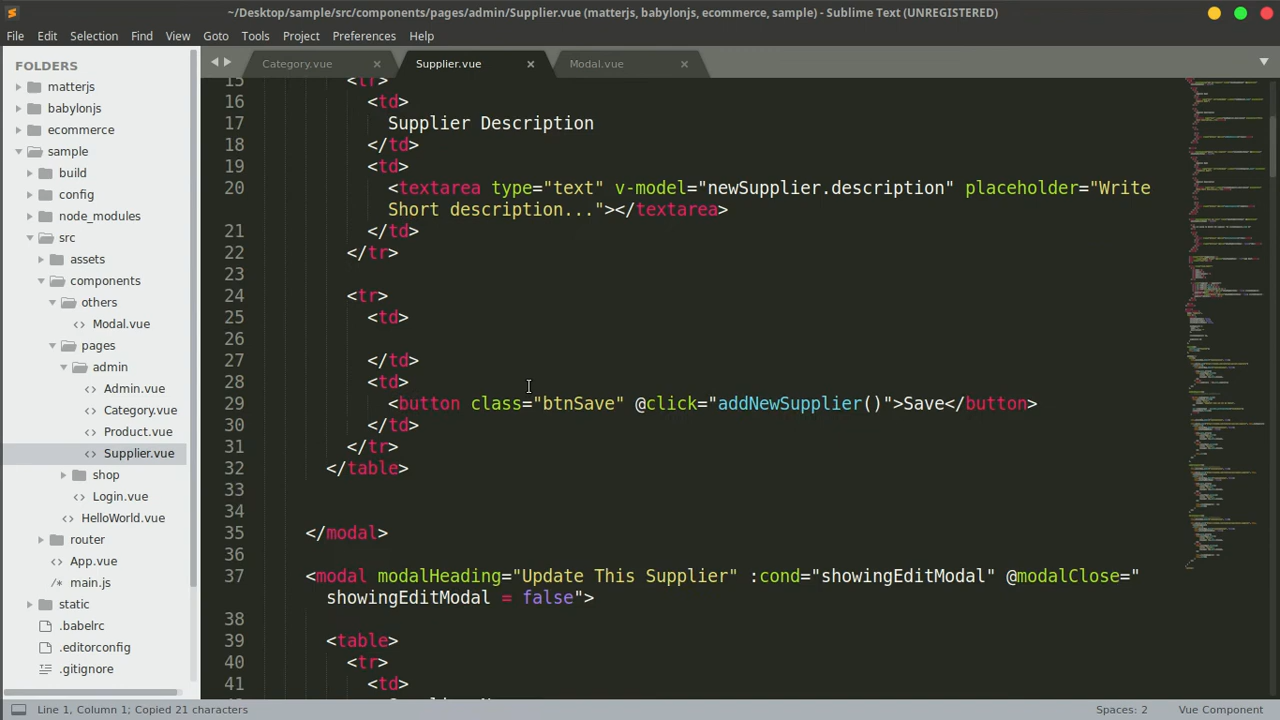 ~/Desktop/sample/src/components/pages/admin/Supplier.vue (matterjs, babylonjs, ecommerce, sample) - Sublime Text (UNREGISTERED)
File Edit Selection Find View Goto Tools Project Preferences Help
FOLDERS
matterjs
babylonjs
ecommerce
sample
build
config
node_modules
src
assets
components
others
Modal.vue
pages
admin
Admin.vue
Category.vue
Product.vue
Supplier.vue
shop
Login.vue
HelloWorld.vue
router
App.vue
main.js
static
.babelrc
.editorconfig
.gitignore
Category.vue × Supplier.vue × Modal.vue ×
15 <tr>
16 <td>
17 Supplier Description
18 </td>
19 <td>
20 <textarea type="text" v-model="newSupplier.description" placeholder="Write
Short description..."></textarea>
21 </td>
22 </tr>
23
24 <tr>
25 <td>
26
27 </td>
28 <td>
29 <button class="btnSave" @click="addNewSupplier()">Save</button>
30 </td>
31 </tr>
32 </table>
33
34
35 </modal>
36
37 <modal modalHeading="Update This Supplier" :cond="showingEditModal" @modalClose="
showingEditModal = false">
38
39 <table>
40 <tr>
41 <td>
Line 1, Column 1; Copied 21 characters
Spaces: 2 Vue Component